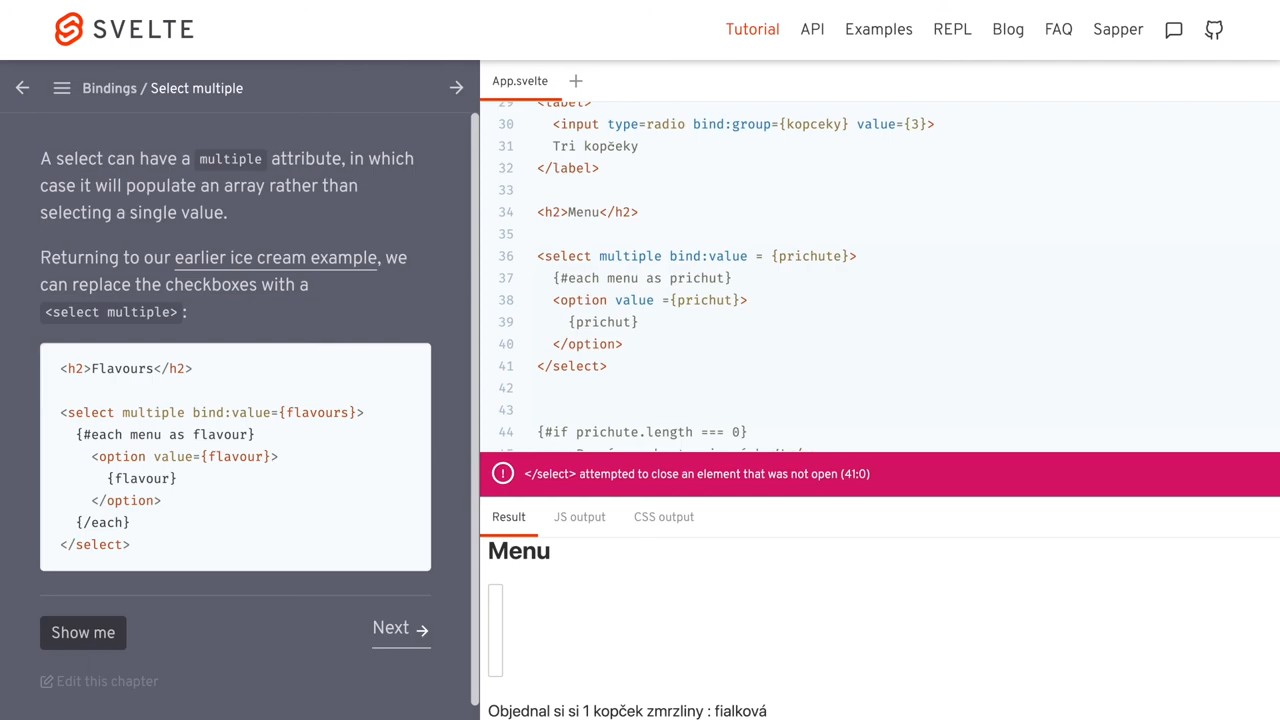 SVELTE
Tutorial API Examples REPL Blog FAQ Sapper
Bindings / Select multiple
A select can have a multiple attribute, in which
case it will populate an array rather than
selecting a single value.
Returning to our earlier ice cream example, we
can replace the checkboxes with a
<select multiple> :
<h2>Flavours</h2>
<select multiple bind:value={flavours}>
{#each menu as flavour}
<option value={flavour}>
{flavour}
</option>
{/each}
</select>
Show me
Next
Edit this chapter
App.svelte +
29 <label>
30 <input type=radio bind:group={kopceky} value={3}>
31 Tri kopčeky
32 </label>
33
34 <h2>Menu</h2>
35
36 <select multiple bind:value = {prichute}>
37 {#each menu as prichut}
38 <option value ={prichut}>
39 {prichut}
40 </option>
41 </select>
42
43
44 {#if prichute.length === 0}
</select> attempted to close an element that was not open (41:0)
Result JS output CSS output
Menu
Objednal si si 1 kopček zmrzliny : fialková